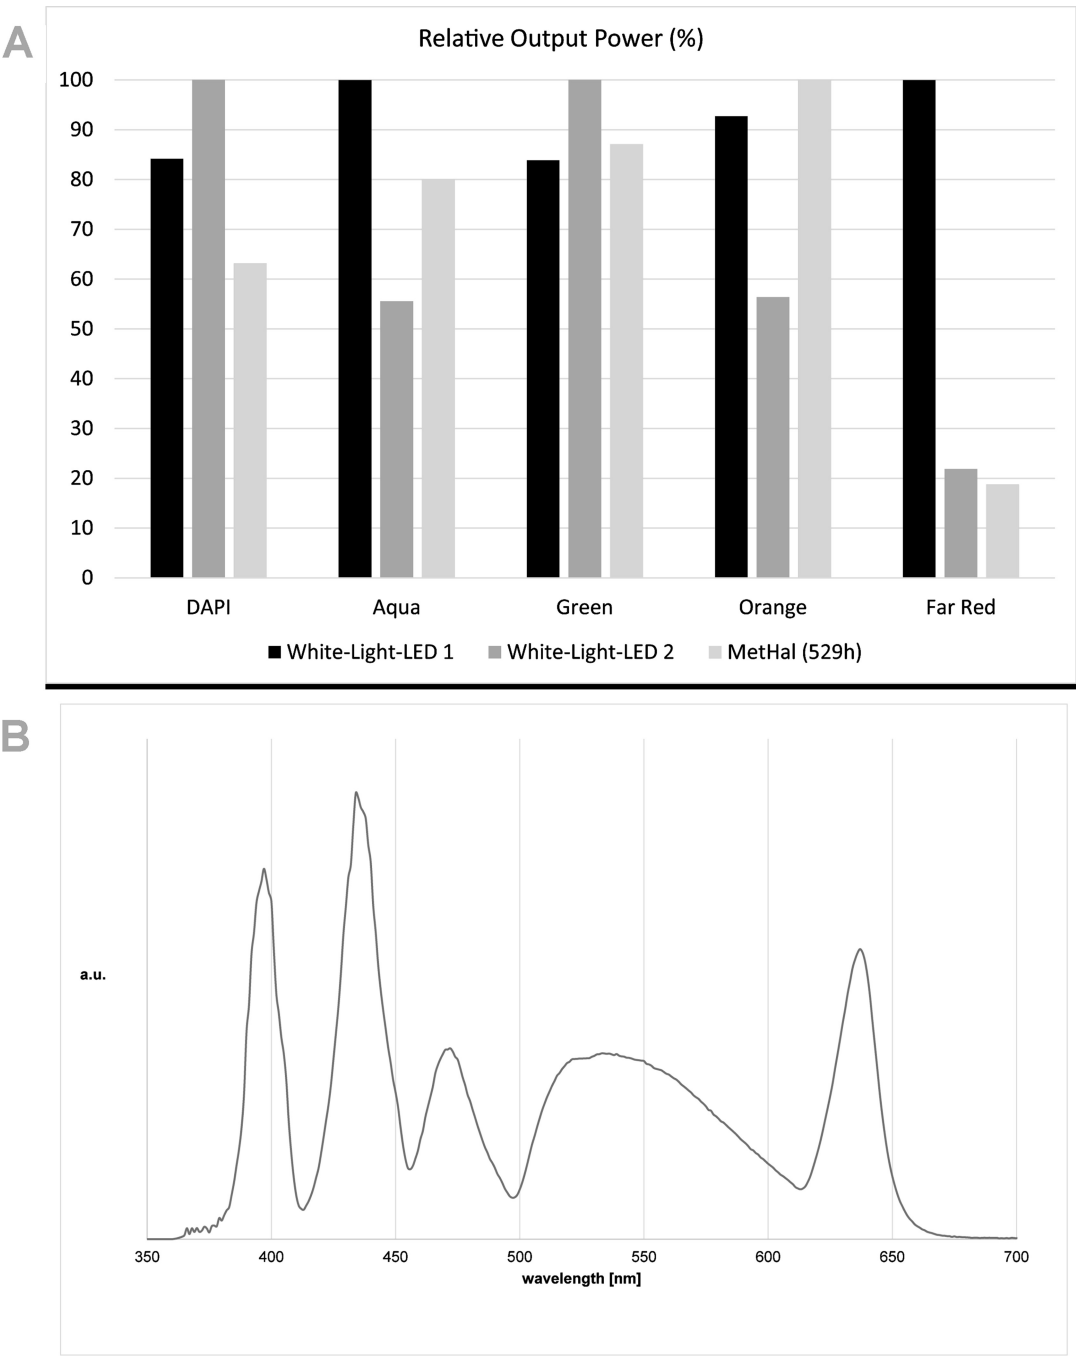 A
Relative Output Power (%)
100
90
80
70
60
50
40
30
20
10
0
DAPI Aqua Green Orange Far Red
White-Light-LED 1 White-Light-LED 2 MetHal (529h)
B
a.u.
350 400 450 500 550 600 650 700
wavelength [nm]